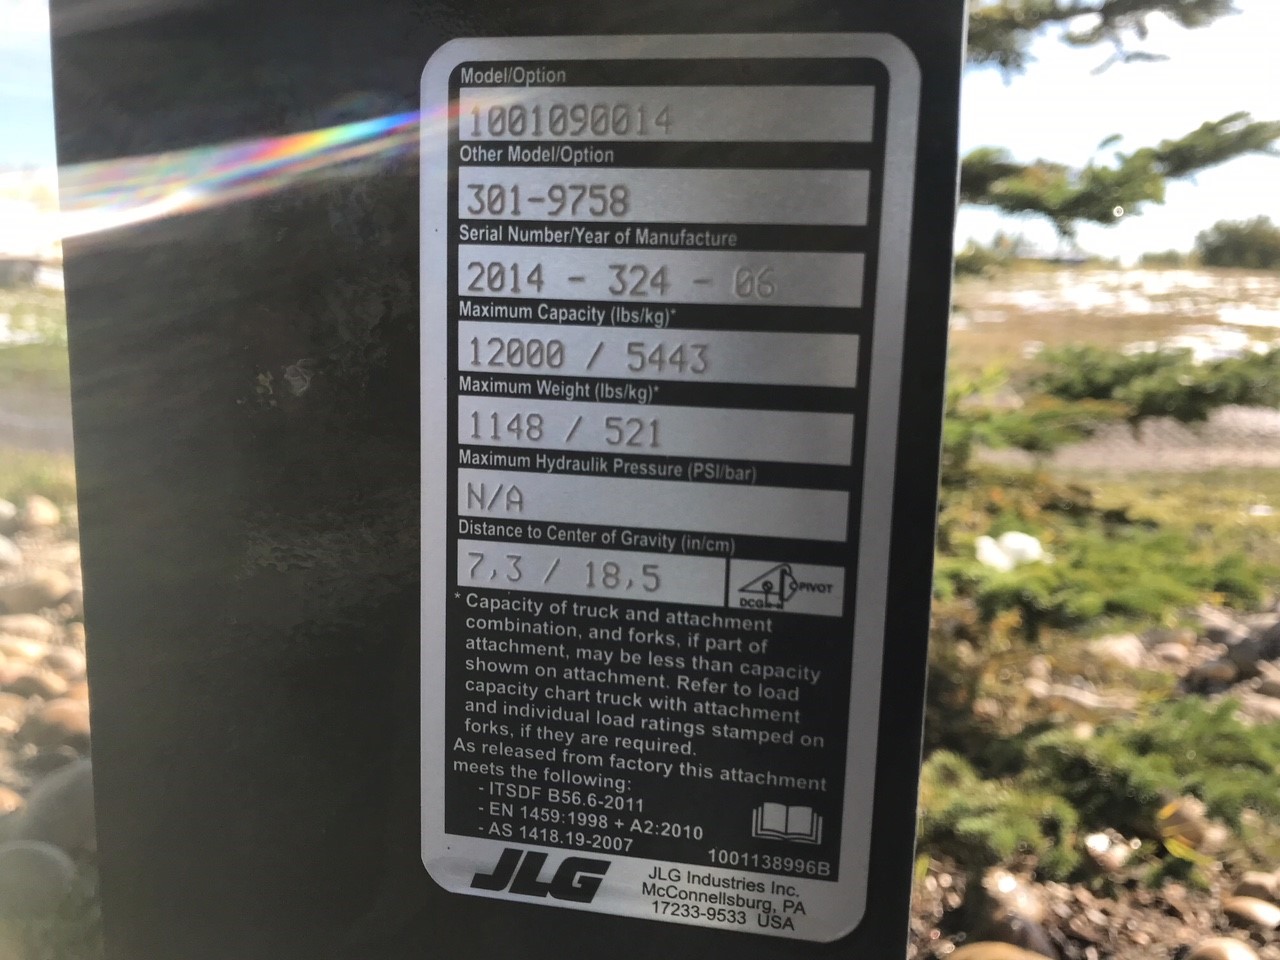 Model/Option
1001090014
Other Model/Option
301-9758
Serial Number/Year of Manufacture
2014 - 324 - 06
Maximum Capacity (lbs/kg)*
12000 / 5443
Maximum Weight (lbs/kg)*
1148 / 521
Maximum Hydraulik Pressure (PSI/bar)
N/A
Distance to Center of Gravity (in/cm)
7,3 / 18,5
PIVOT
DCG
* Capacity of truck and attachment
combination, and forks, if part of
attachment, may be less than capacity
showm on attachment. Refer to load
capacity chart truck with attachment
and individual load ratings stamped on
forks, if they are required.
As released from factory this attachment
meets the following:
- ITSDF B56.6-2011
- EN 1459:1998 + A2:2010
- AS 1418.19-2007
1001138996B
JLG
JLG Industries Inc.
McConnellsburg, PA
17233-9533 USA